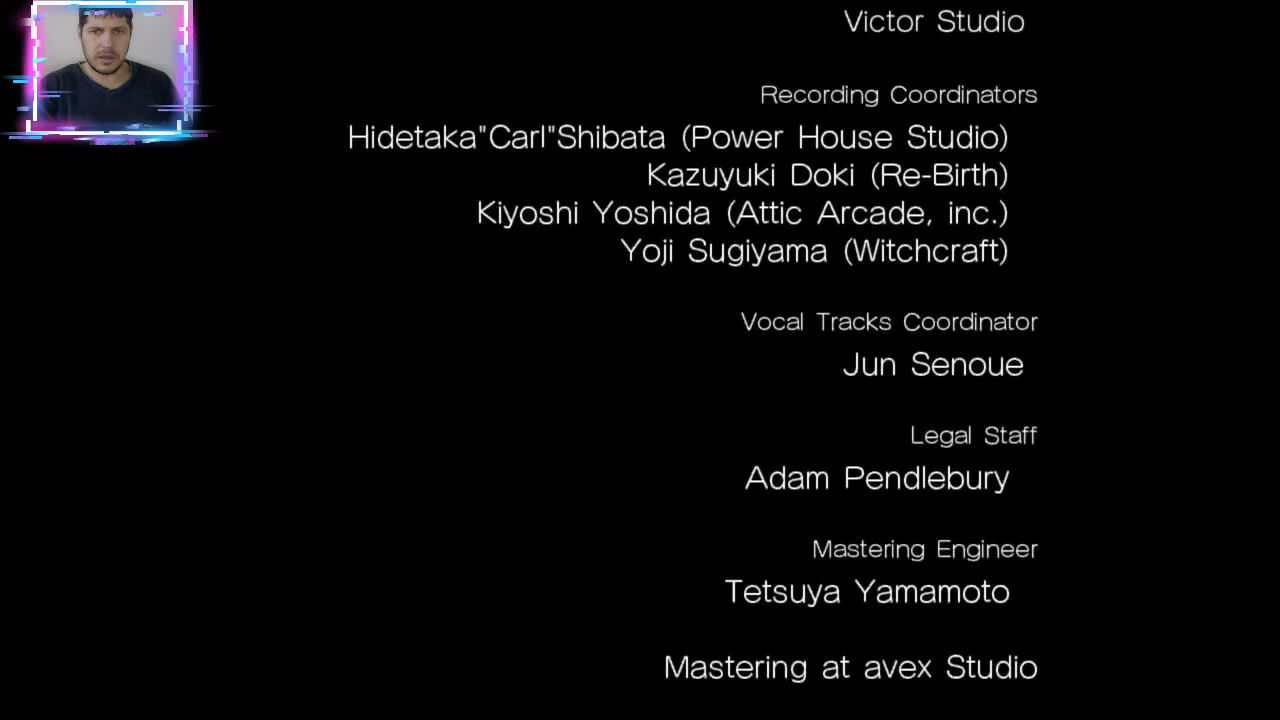 Victor Studio
Recording Coordinators
Hidetaka"Carl"Shibata (Power House Studio)
Kazuyuki Doki (Re-Birth)
Kiyoshi Yoshida (Attic Arcade, inc.)
Yoji Sugiyama (Witchcraft)
Vocal Tracks Coordinator
Jun Senoue
Legal Staff
Adam Pendlebury
Mastering Engineer
Tetsuya Yamamoto
Mastering at avex Studio